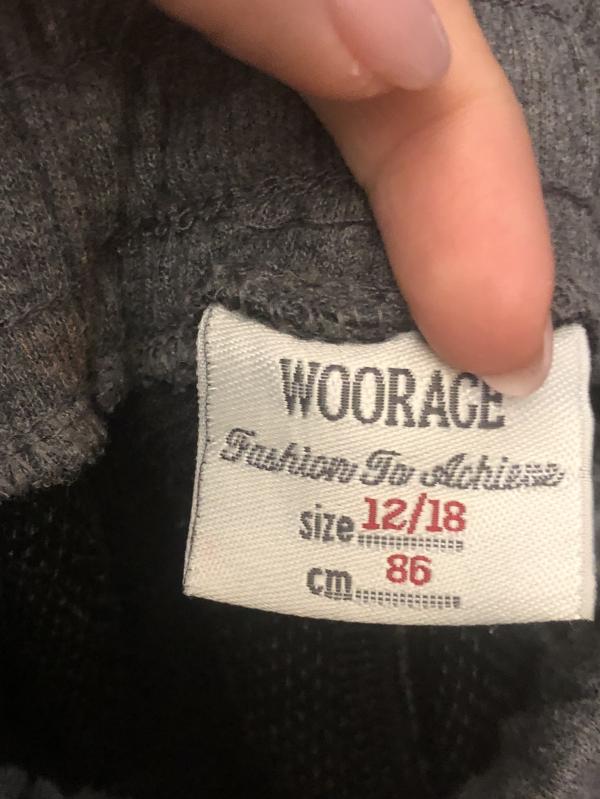 WOORAGE
Fashion To Achieve
size 12/18
cm 86